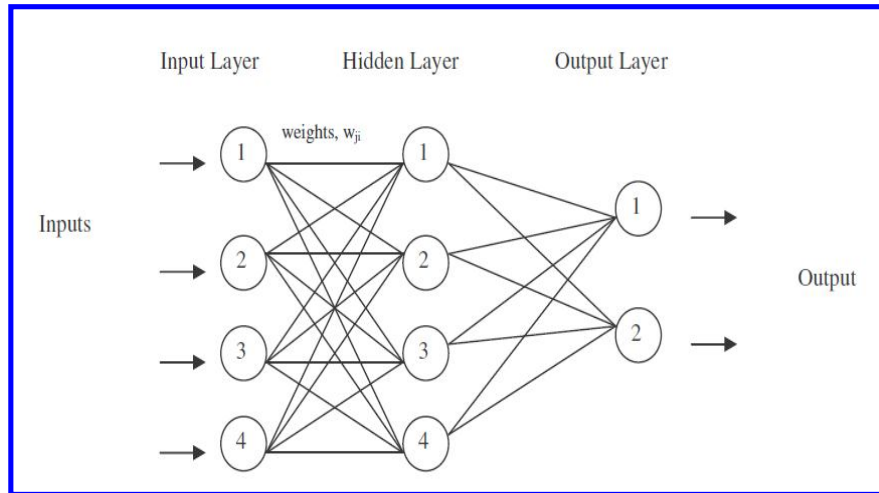 Input Layer Hidden Layer Output Layer
weights, wji
1 1
1
Inputs
2 2
Output
2
3 3
4 4